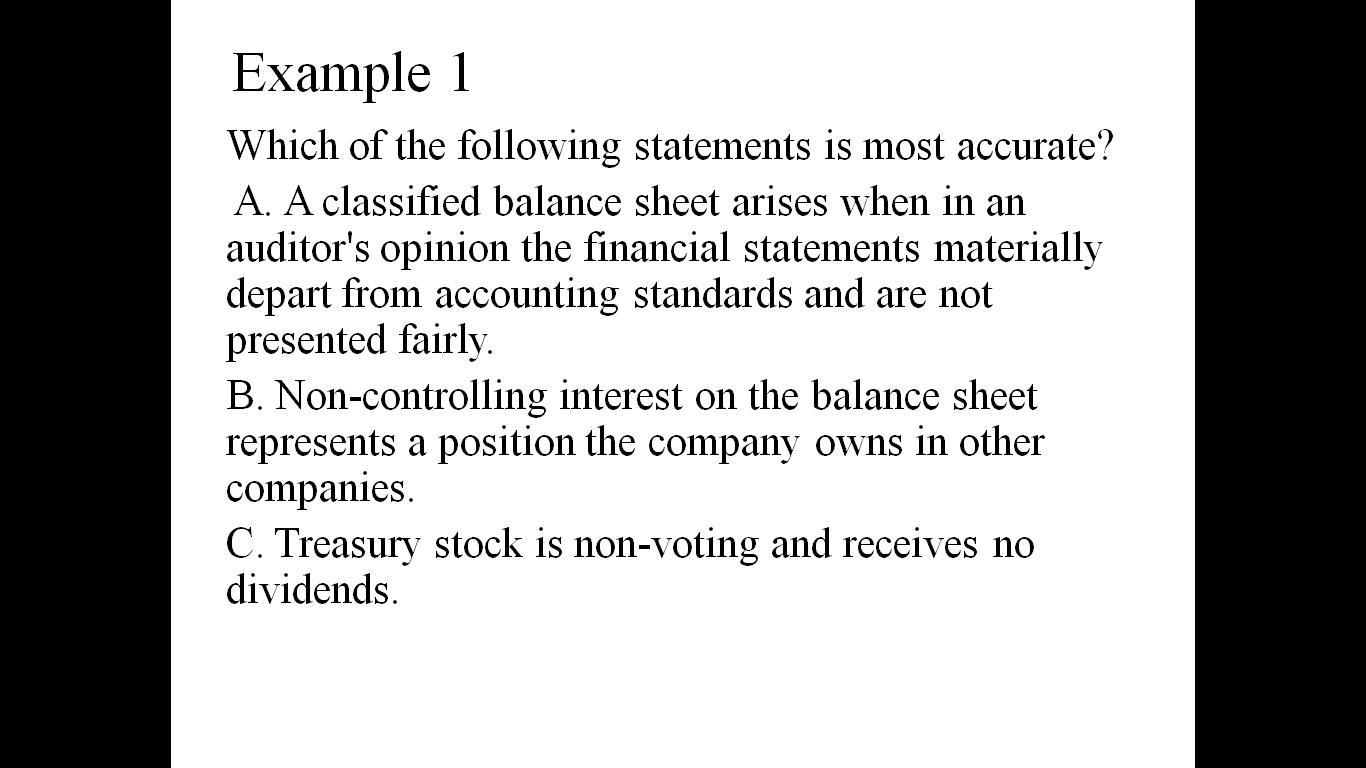 Example 1
Which of the following statements is most accurate?
A. A classified balance sheet arises when in an
auditor's opinion the financial statements materially
depart from accounting standards and are not
presented fairly.
B. Non-controlling interest on the balance sheet
represents a position the company owns in other
companies.
C. Treasury stock is non-voting and receives no
dividends.